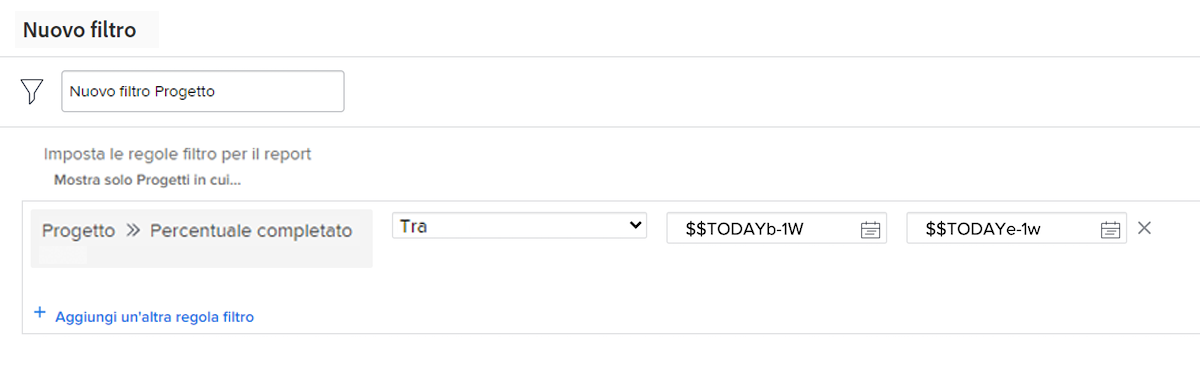 Nuovo filtro
Nuovo filtro Progetto
Imposta le regole filtro per il report
Mostra solo Progetti in cui...
Progetto » Percentuale completato Tra $$TODAYb-1W $$TODAYe-1w
+ Aggiungi un'altra regola filtro